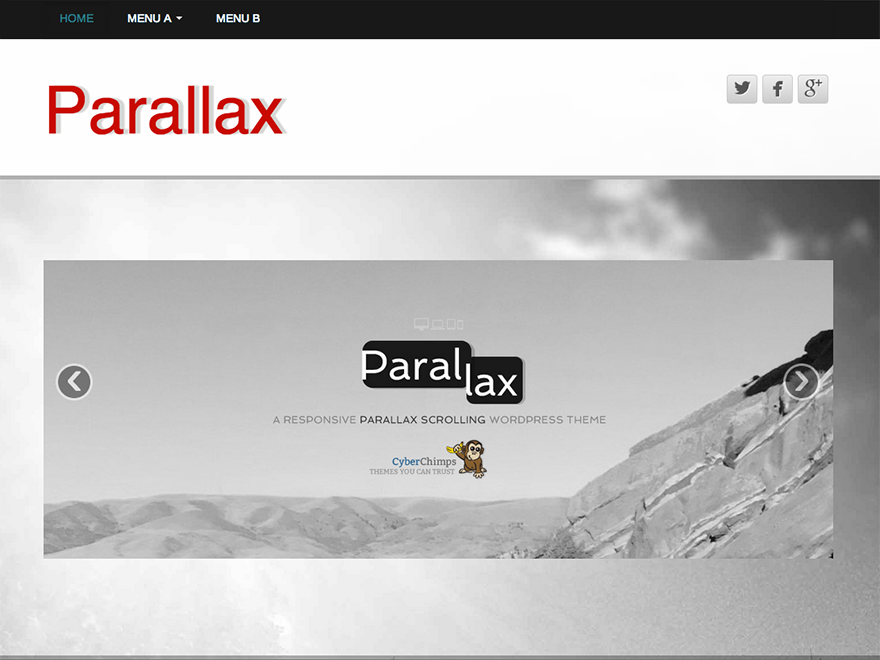 HOME MENU A MENU B
Parallax
Paral
lax
A RESPONSIVE PARALLAX SCROLLING WORDPRESS THEME
CyberChimps
THEMES YOU CAN TRUST